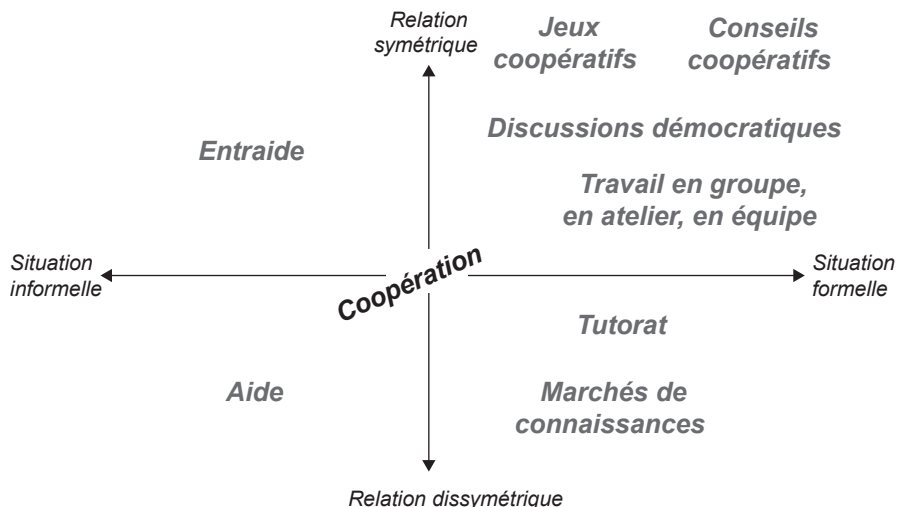 Relation
symétrique
Jeux
coopératifs
Conseils
coopératifs
Discussions démocratiques
Entraide
Travail en groupe,
en atelier, en équipe
Situation
informelle
Coopération
Situation
formelle
Tutorat
Aide
Marchés de
connaissances
Relation dissymétrique